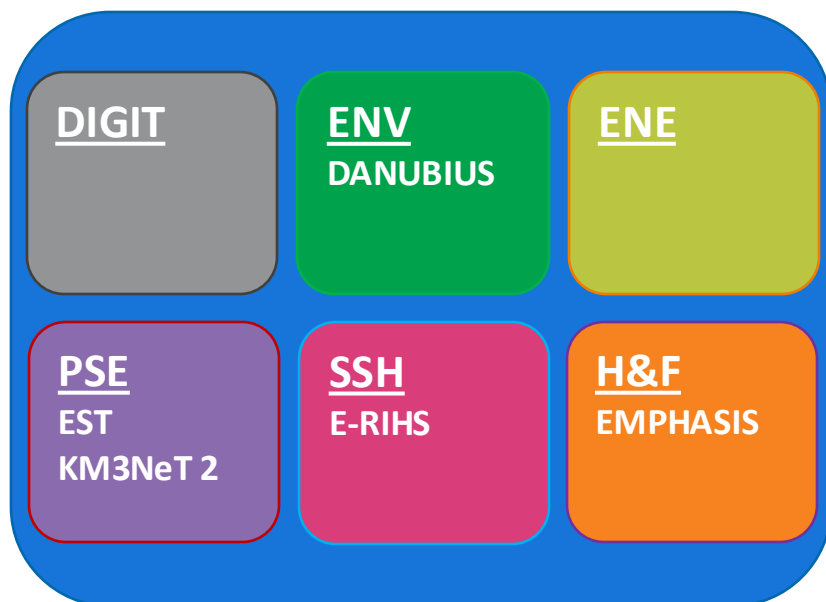 DIGIT
ENV
DANUBIUS
ENE
PSE
EST
KM3NeT 2
SSH
E-RIHS
H&F
EMPHASIS